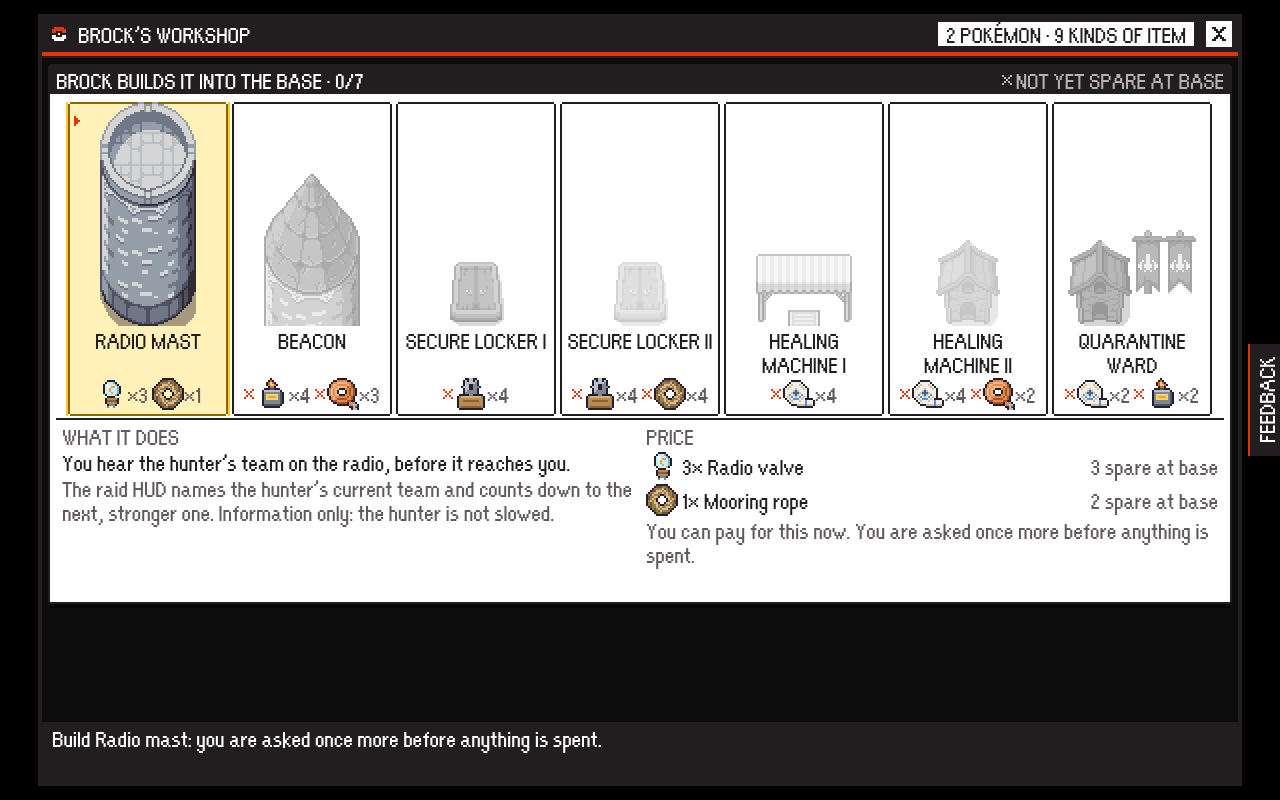 BROCK'S WORKSHOP
2 POKÉMON · 9 KINDS OF ITEM
X
BROCK BUILDS IT INTO THE BASE · 0/7
×NOT YET SPARE AT BASE
RADIO MAST
×3 ×1
BEACON
× ×4 × ×3
SECURE LOCKER I
× ×4
SECURE LOCKER II
× ×4 × ×4
HEALING
MACHINE I
× ×4
HEALING
MACHINE II
× ×4 × ×2
QUARANTINE
WARD
× ×2 × ×2
WHAT IT DOES
You hear the hunter's team on the radio, before it reaches you.
The raid HUD names the hunter's current team and counts down to the
next, stronger one. Information only: the hunter is not slowed.
PRICE
3× Radio valve
3 spare at base
1× Mooring rope
2 spare at base
You can pay for this now. You are asked once more before anything is
spent.
Build Radio mast: you are asked once more before anything is spent.
FEEDBACK